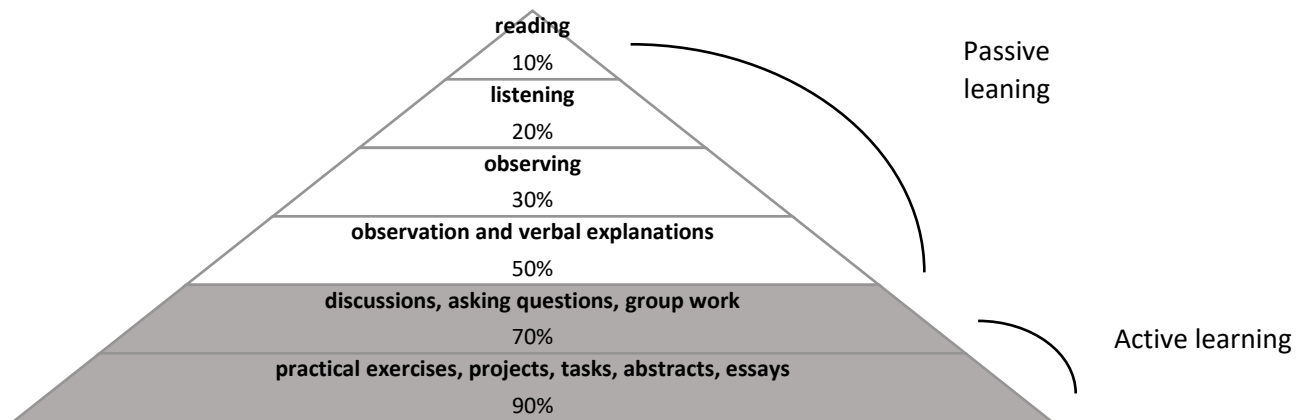 reading
10%
listening
20%
observing
30%
observation and verbal explanations
50%
discussions, asking questions, group work
70%
practical exercises, projects, tasks, abstracts, essays
90%
Passive
leaning
Active learning